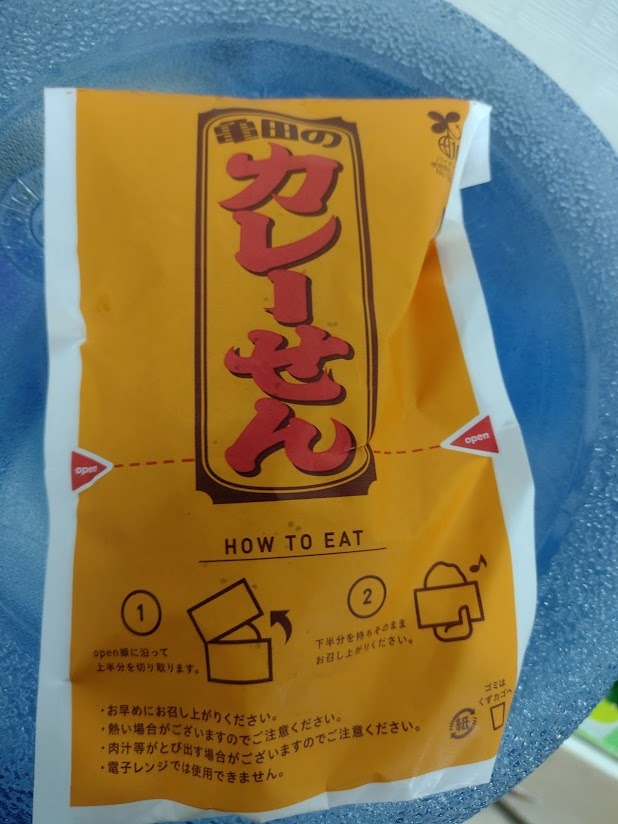 亀田の
カレーせん
open
open
HOW TO EAT
1
open線に沿って
上半分を切り取ります。
2
下半分を持ちそのまま
お召し上がりください。
・お早めにお召し上がりください。
・熱い場合がございますのでご注意ください。
・肉汁等がとび出す場合がございますのでご注意ください。
・電子レンジでは使用できません。
紙
ゴミは
くずカゴへ